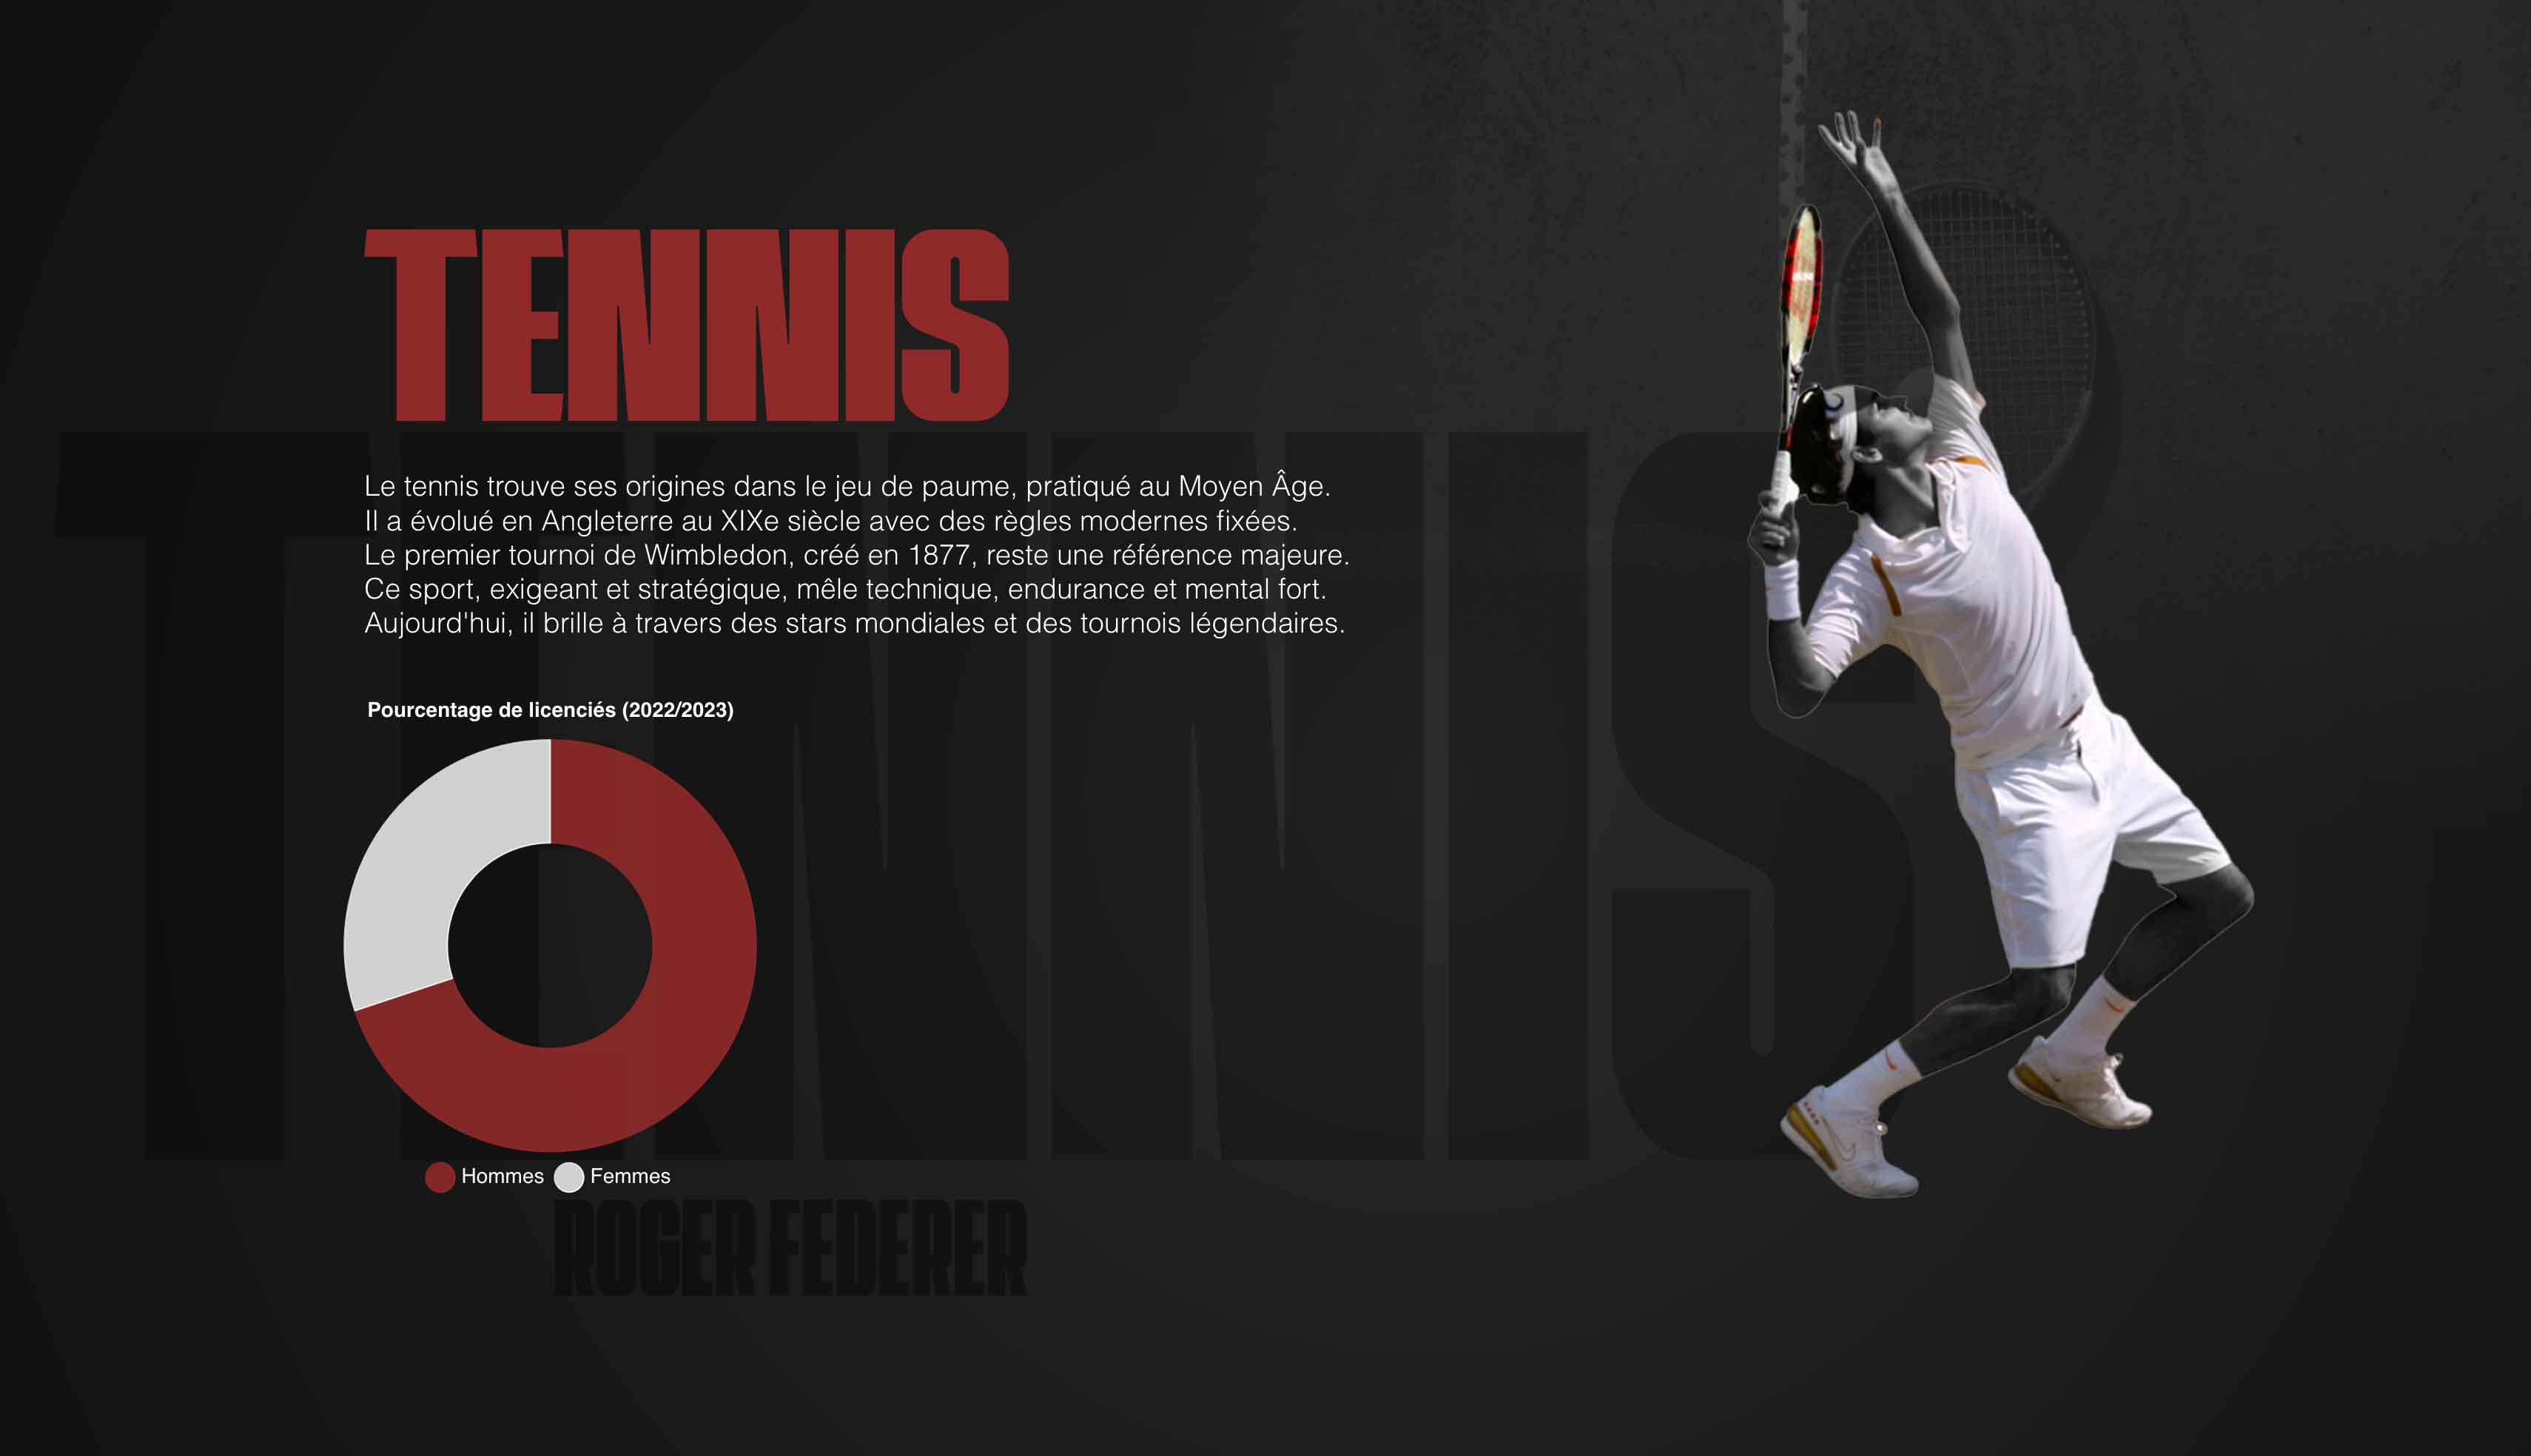 TENNIS
TENNIS
Le tennis trouve ses origines dans le jeu de paume, pratiqué au Moyen Âge.
Il a évolué en Angleterre au XIXe siècle avec des règles modernes fixées.
Le premier tournoi de Wimbledon, créé en 1877, reste une référence majeure.
Ce sport, exigeant et stratégique, mêle technique, endurance et mental fort.
Aujourd'hui, il brille à travers des stars mondiales et des tournois légendaires.
Pourcentage de licenciés (2022/2023)
Hommes Femmes
ROGER FEDERER